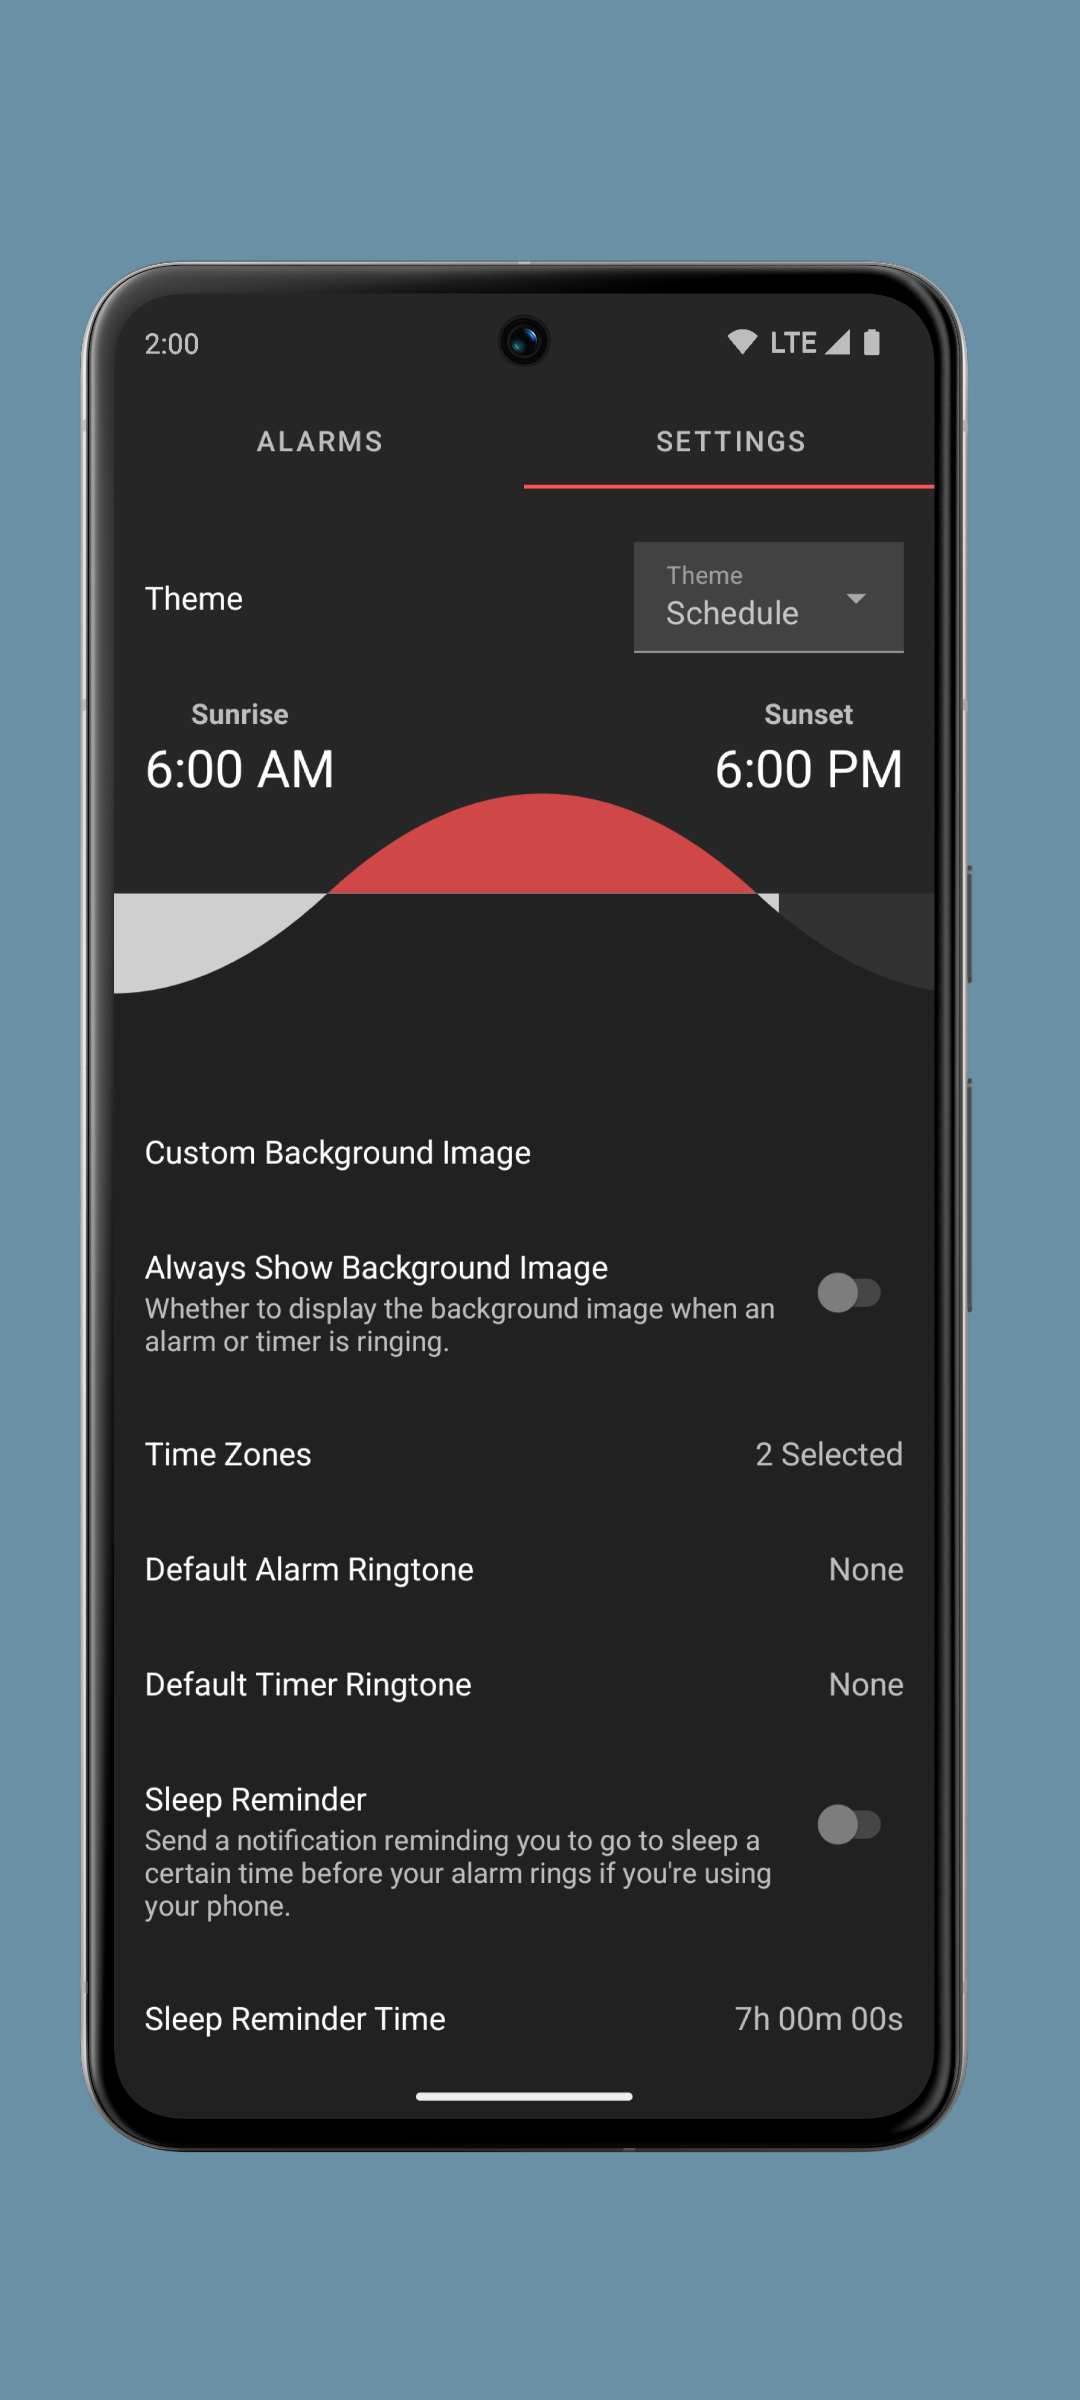 2:00
LTE
ALARMS
SETTINGS
Theme
Theme
Schedule
Sunrise
Sunset
6:00 AM
6:00 PM
Custom Background Image
Always Show Background Image
Whether to display the background image when an
alarm or timer is ringing.
Time Zones
2 Selected
Default Alarm Ringtone
None
Default Timer Ringtone
None
Sleep Reminder
Send a notification reminding you to go to sleep a
certain time before your alarm rings if you're using
your phone.
Sleep Reminder Time
7h 00m 00s